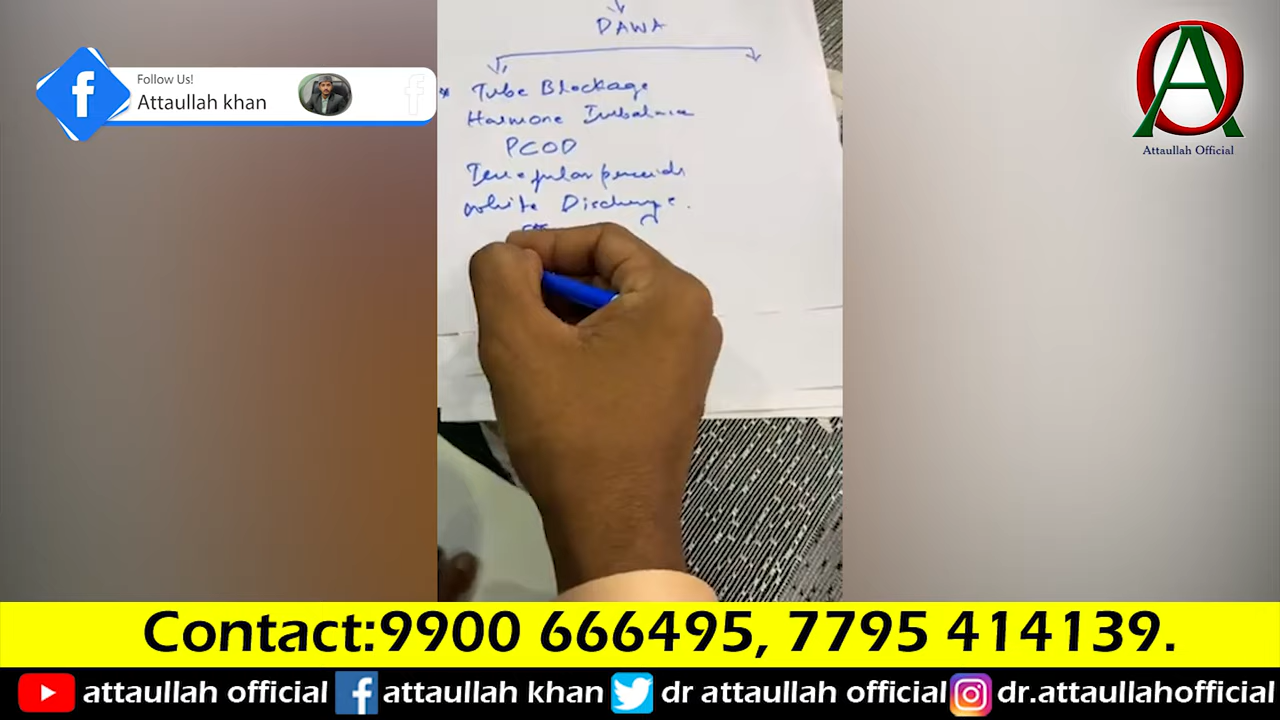 DAWA
Tube Blockage
Harmone Imbalance
PCOD
Irregular periods
white Discharge.
Follow Us!
Attaullah khan
f
f
AO
Attaullah Official
Contact:9900 666495, 7795 414139.
attaullah official
f attaullah khan
dr attaullah official
dr.attaullahofficial